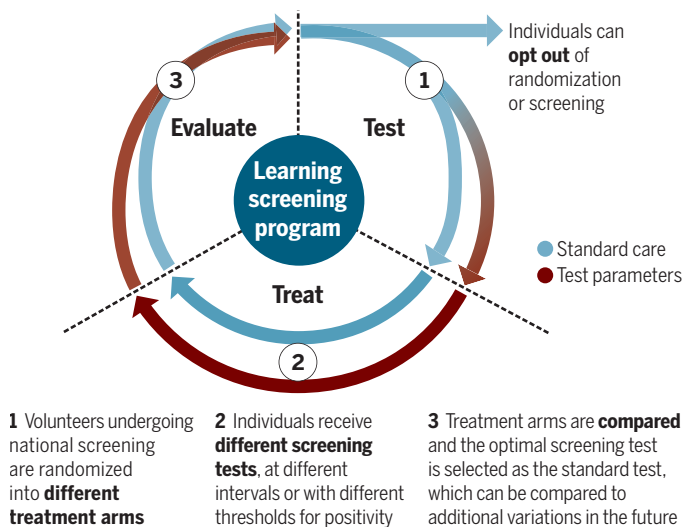 Individuals can
opt out of
randomization
or screening
3
1
Evaluate
Test
Learning
screening
program
Standard care
Test parameters
Treat
2
1 Volunteers undergoing
national screening
are randomized
into different
treatment arms
2 Individuals receive
different screening
tests, at different
intervals or with different
thresholds for positivity
3 Treatment arms are compared
and the optimal screening test
is selected as the standard test,
which can be compared to
additional variations in the future